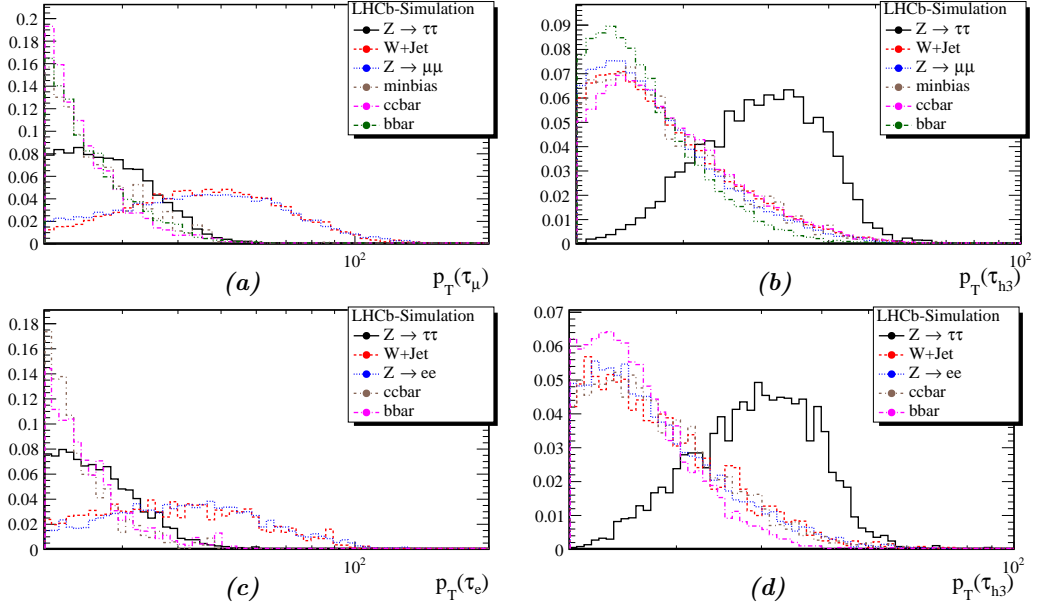 LHCb-Simulation
Z → ττ
W+Jet
Z → μμ
minbias
ccbar
bbar
0.2
0.18
0.16
0.14
0.12
0.1
0.08
0.06
0.04
0.02
0
10²
(a)
p_T(τ_μ)
LHCb-Simulation
Z → ττ
W+Jet
Z → μμ
minbias
ccbar
bbar
0.09
0.08
0.07
0.06
0.05
0.04
0.03
0.02
0.01
0
10²
(b)
p_T(τ_h3)
LHCb-Simulation
Z → ττ
W+Jet
Z → ee
ccbar
bbar
0.18
0.16
0.14
0.12
0.1
0.08
0.06
0.04
0.02
0
10²
(c)
p_T(τ_e)
LHCb-Simulation
Z → ττ
W+Jet
Z → ee
ccbar
bbar
0.07
0.06
0.05
0.04
0.03
0.02
0.01
0
10²
(d)
p_T(τ_h3)